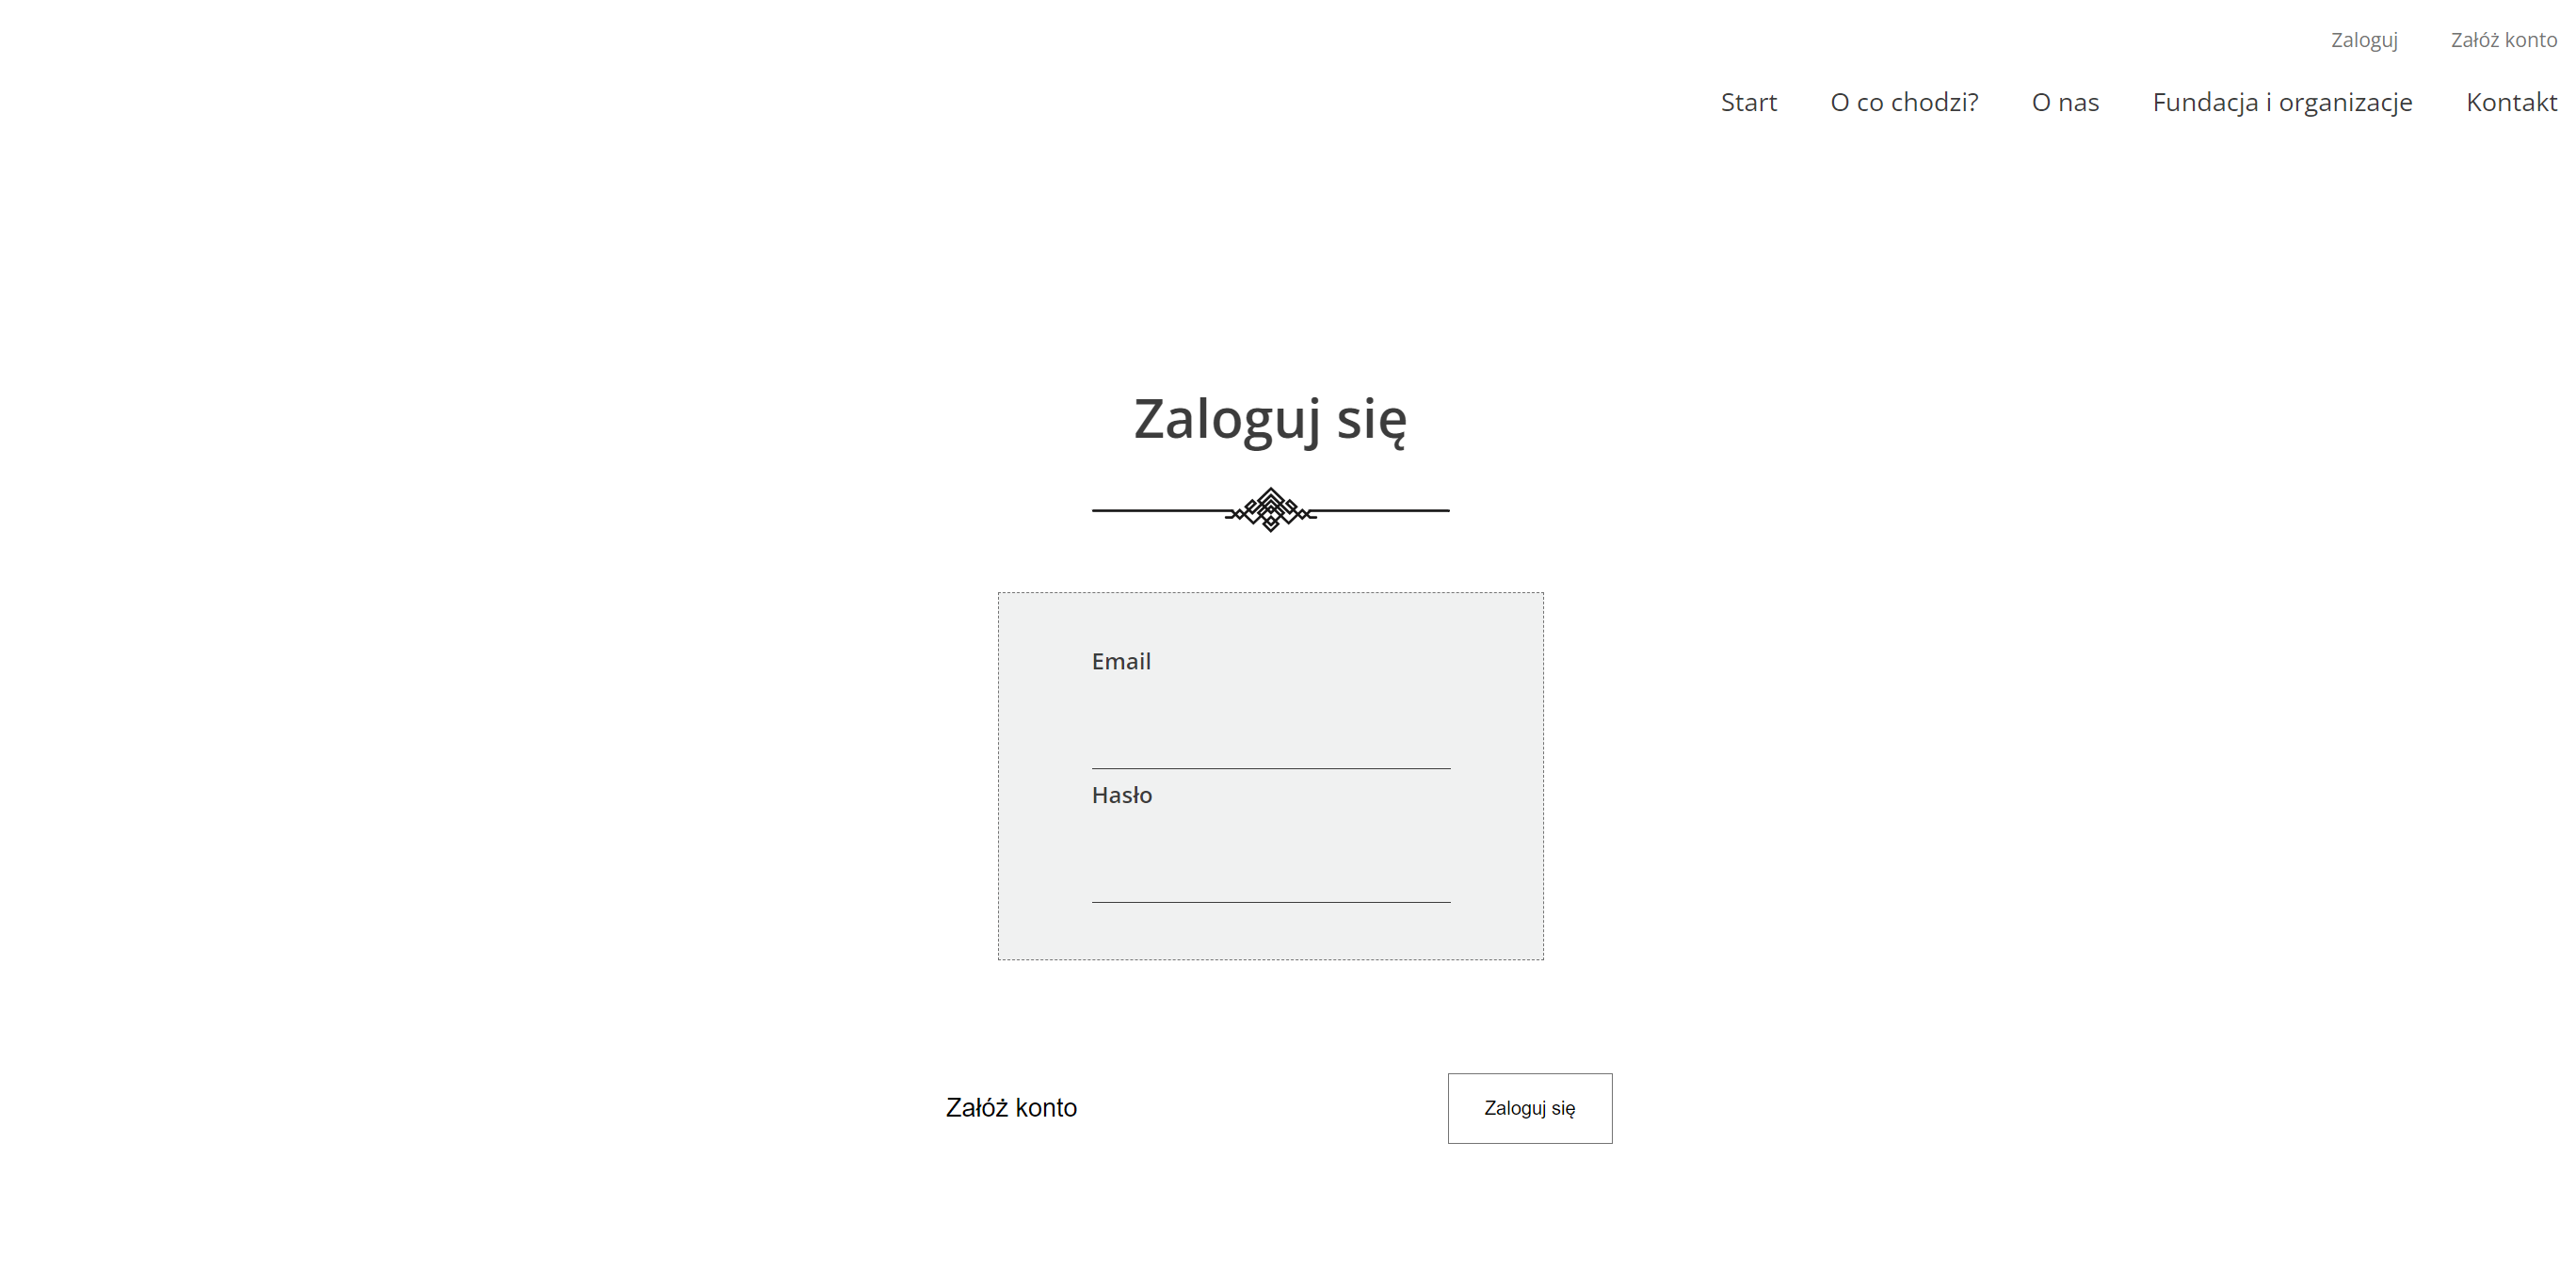 Zaloguj Załóż konto
Start O co chodzi? O nas Fundacja i organizacje Kontakt
Zaloguj się
Email
Hasło
Załóż konto Zaloguj się